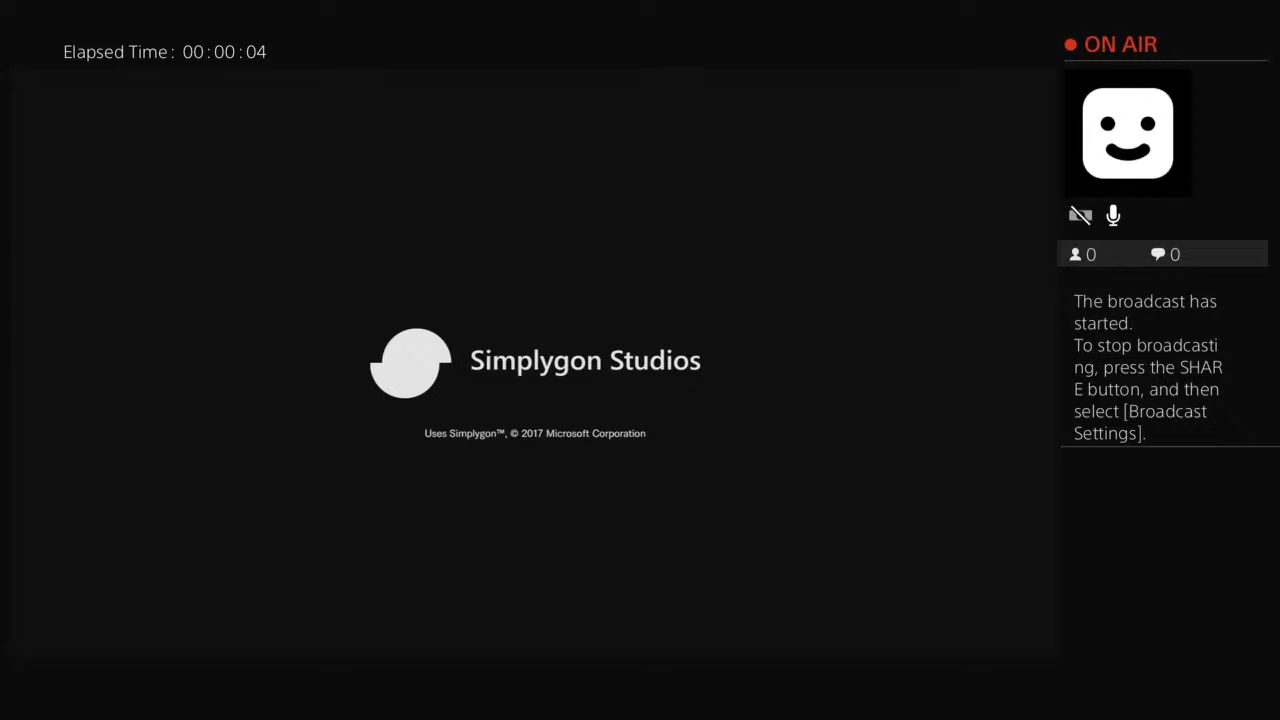 Elapsed Time: 00:00:04
ON AIR
0 0
Simplygon Studios
Uses Simplygon™, © 2017 Microsoft Corporation
The broadcast has
started.
To stop broadcasti
ng, press the SHAR
E button, and then
select [Broadcast
Settings].